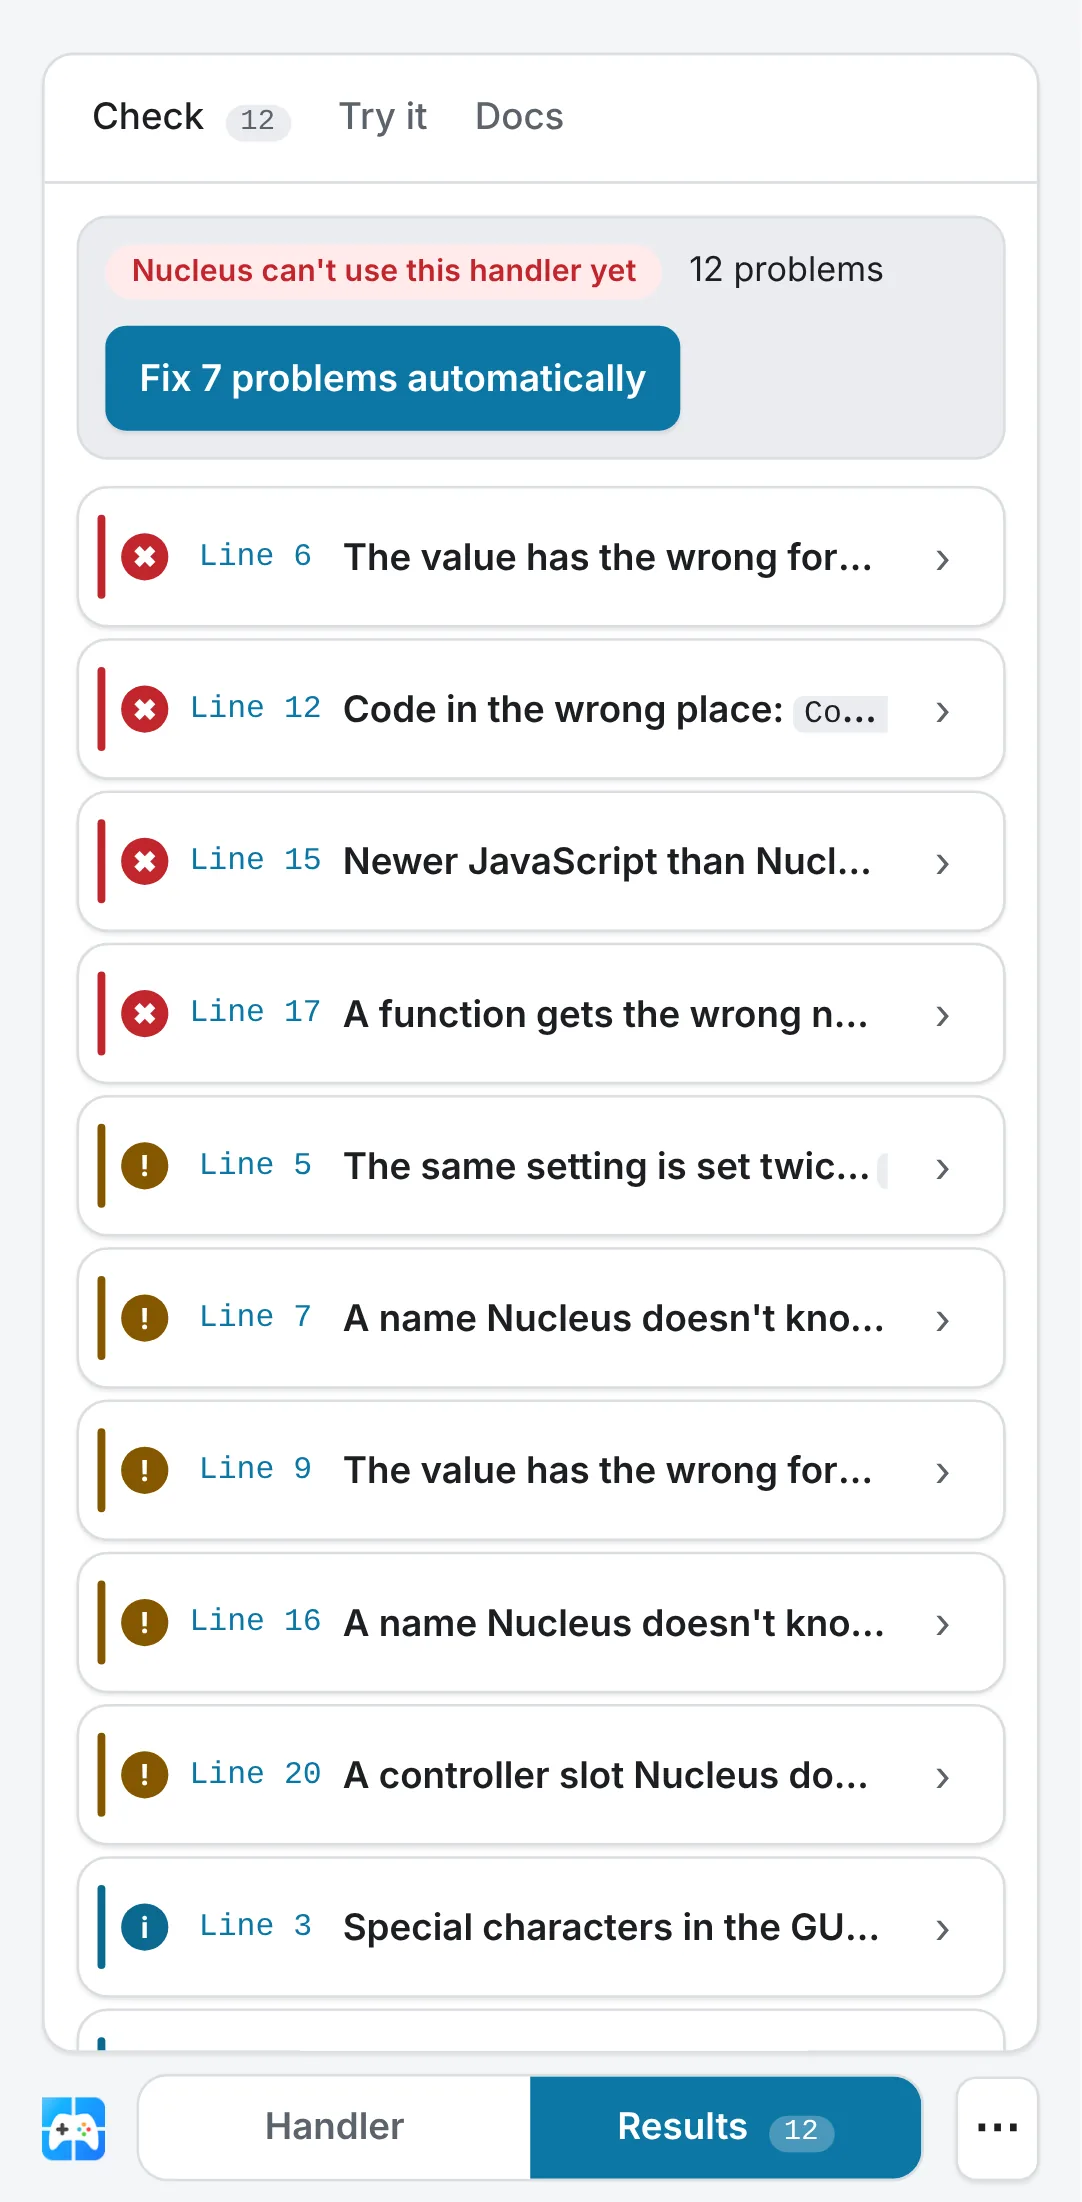 Check 12 Try it Docs
Nucleus can't use this handler yet 12 problems
Fix 7 problems automatically
Line 6 The value has the wrong for...
Line 12 Code in the wrong place: Co...
Line 15 Newer JavaScript than Nucl...
Line 17 A function gets the wrong n...
Line 5 The same setting is set twic...
Line 7 A name Nucleus doesn't kno...
Line 9 The value has the wrong for...
Line 16 A name Nucleus doesn't kno...
Line 20 A controller slot Nucleus do...
Line 3 Special characters in the GU...
Handler Results 12 ...